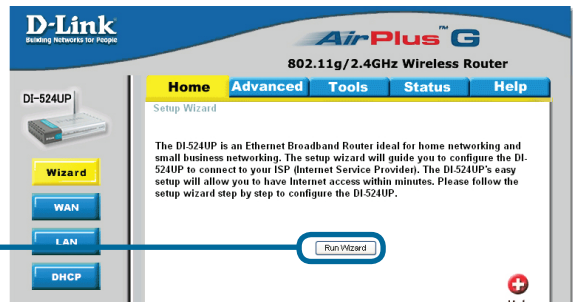 D-Link
Building Networks for People
AirPlus G™
802.11g/2.4GHz Wireless Router
DI-524UP
Home Advanced Tools Status Help
Setup Wizard
The DI-524UP is an Ethernet Broadband Router ideal for home networking and
small business networking. The setup wizard will guide you to configure the DI-
524UP to connect to your ISP (Internet Service Provider). The DI-524UP's easy
setup will allow you to have Internet access within minutes. Please follow the
setup wizard step by step to configure the DI-524UP.
Wizard
WAN
LAN
Run Wizard
DHCP